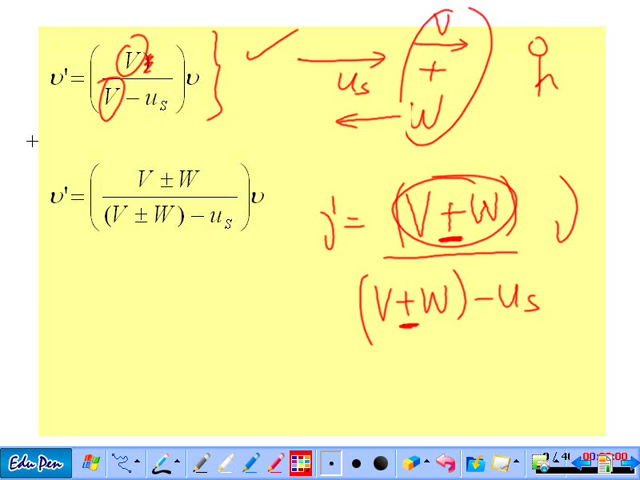 υ' = ( V / V − u_s ) υ
υ' = ( V ± W / (V ± W) − u_s ) υ
V
+
W
u_s
υ' = (V ± W) υ
(V ± W) − u_s
Edu Pen